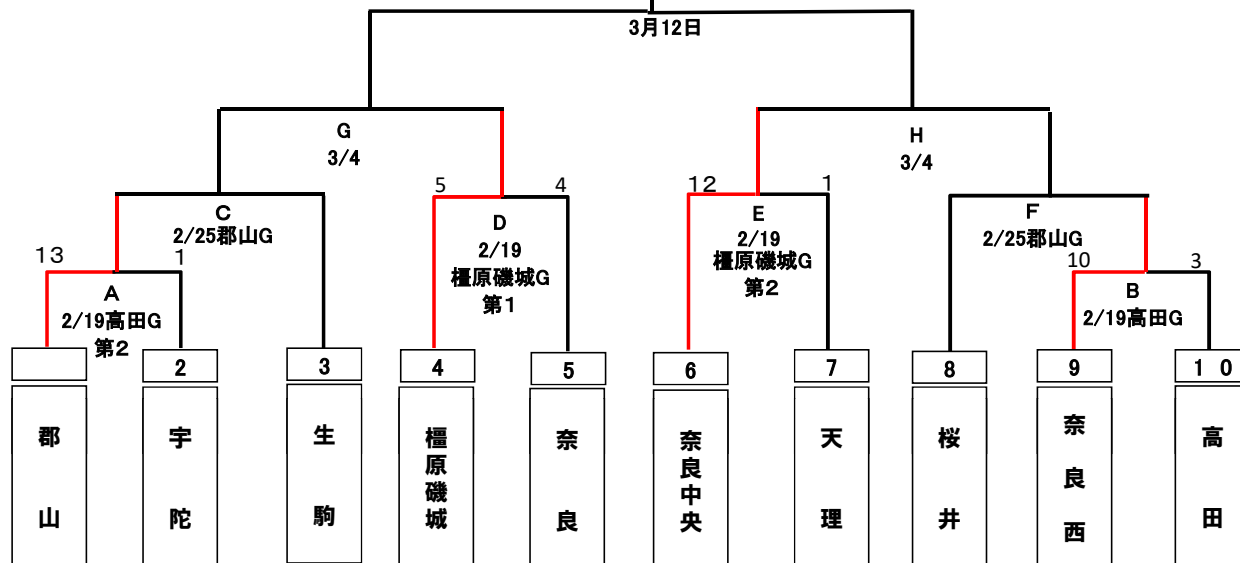 3月12日
G
3/4
H
3/4
5
4
12
1
C
2/25郡山G
D
2/19
橿原磯城G
第1
E
2/19
橿原磯城G
第2
F
2/25郡山G
13
1
A
2/19高田G
第2
10
3
B
2/19高田G
2
3
4
5
6
7
8
9
10
郡山
宇陀
生駒
橿原磯城
奈良
奈良中央
天理
桜井
奈良西
高田